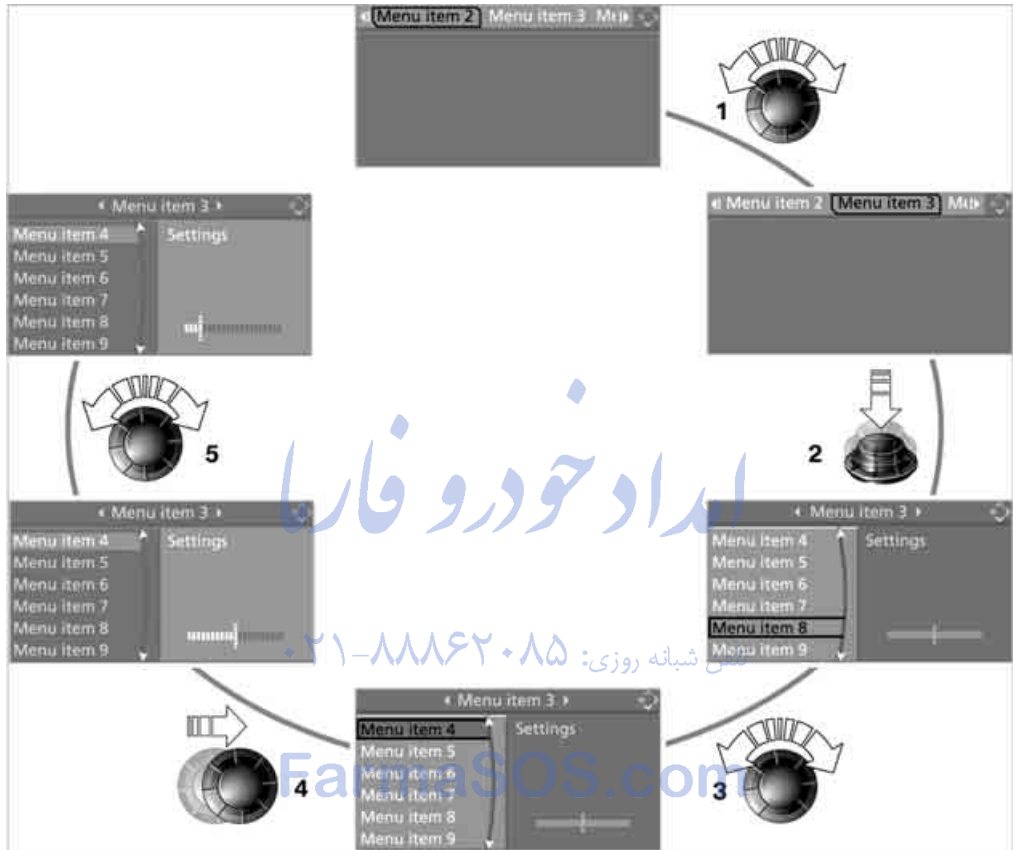 Menu item 2 Menu item 3 M
1
Menu item 3
Menu item 4 Settings
Menu item 5
Menu item 6
Menu item 7
Menu item 8
Menu item 9
Menu item 2 Menu item 3 M
5
2
امداد خودرو فارسا
Menu item 3
Menu item 4 Settings
Menu item 5
Menu item 6
Menu item 7
Menu item 8
Menu item 9
Menu item 3
Menu item 4 Settings
Menu item 5
Menu item 6
Menu item 7
Menu item 8
Menu item 9
تلفن شبانه روزی: ۰۲۱-۸۸۸۶۲۰۸۵
Menu item 3
Menu item 4 Settings
Menu item 5
Menu item 6
Menu item 7
Menu item 8
Menu item 9
4
3
FarmaSOS.com